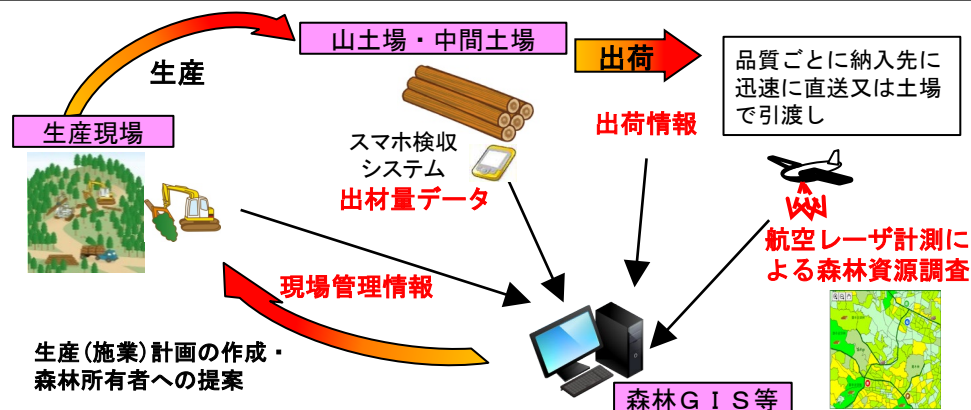 山土場・中間土場
生産
出荷
品質ごとに納入先に
迅速に直送又は土場
で引渡し
生産現場
スマホ検収
システム
出材量データ
出荷情報
航空レーザ計測に
よる森林資源調査
現場管理情報
生産(施業)計画の作成・
森林所有者への提案
森林ＧＩＳ等